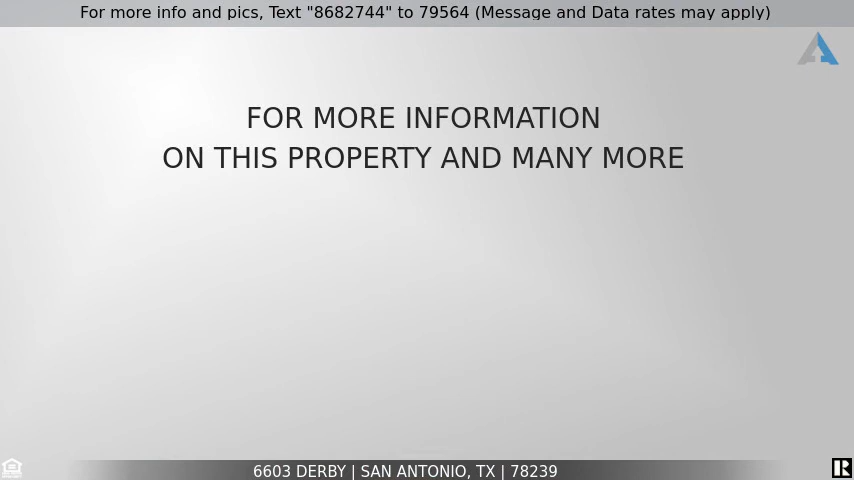 For more info and pics, Text "8682744" to 79564 (Message and Data rates may apply)
FOR MORE INFORMATION
ON THIS PROPERTY AND MANY MORE
6603 DERBY | SAN ANTONIO, TX | 78239